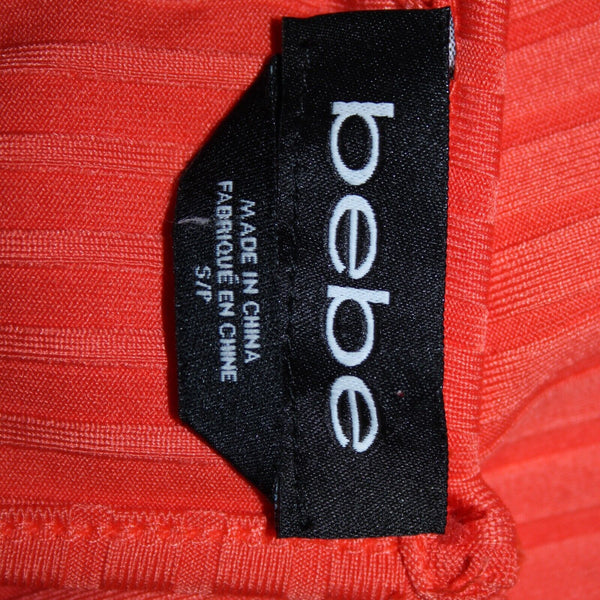 bebe
MADE IN CHINA
FABRIQUÉ EN CHINE
S/P